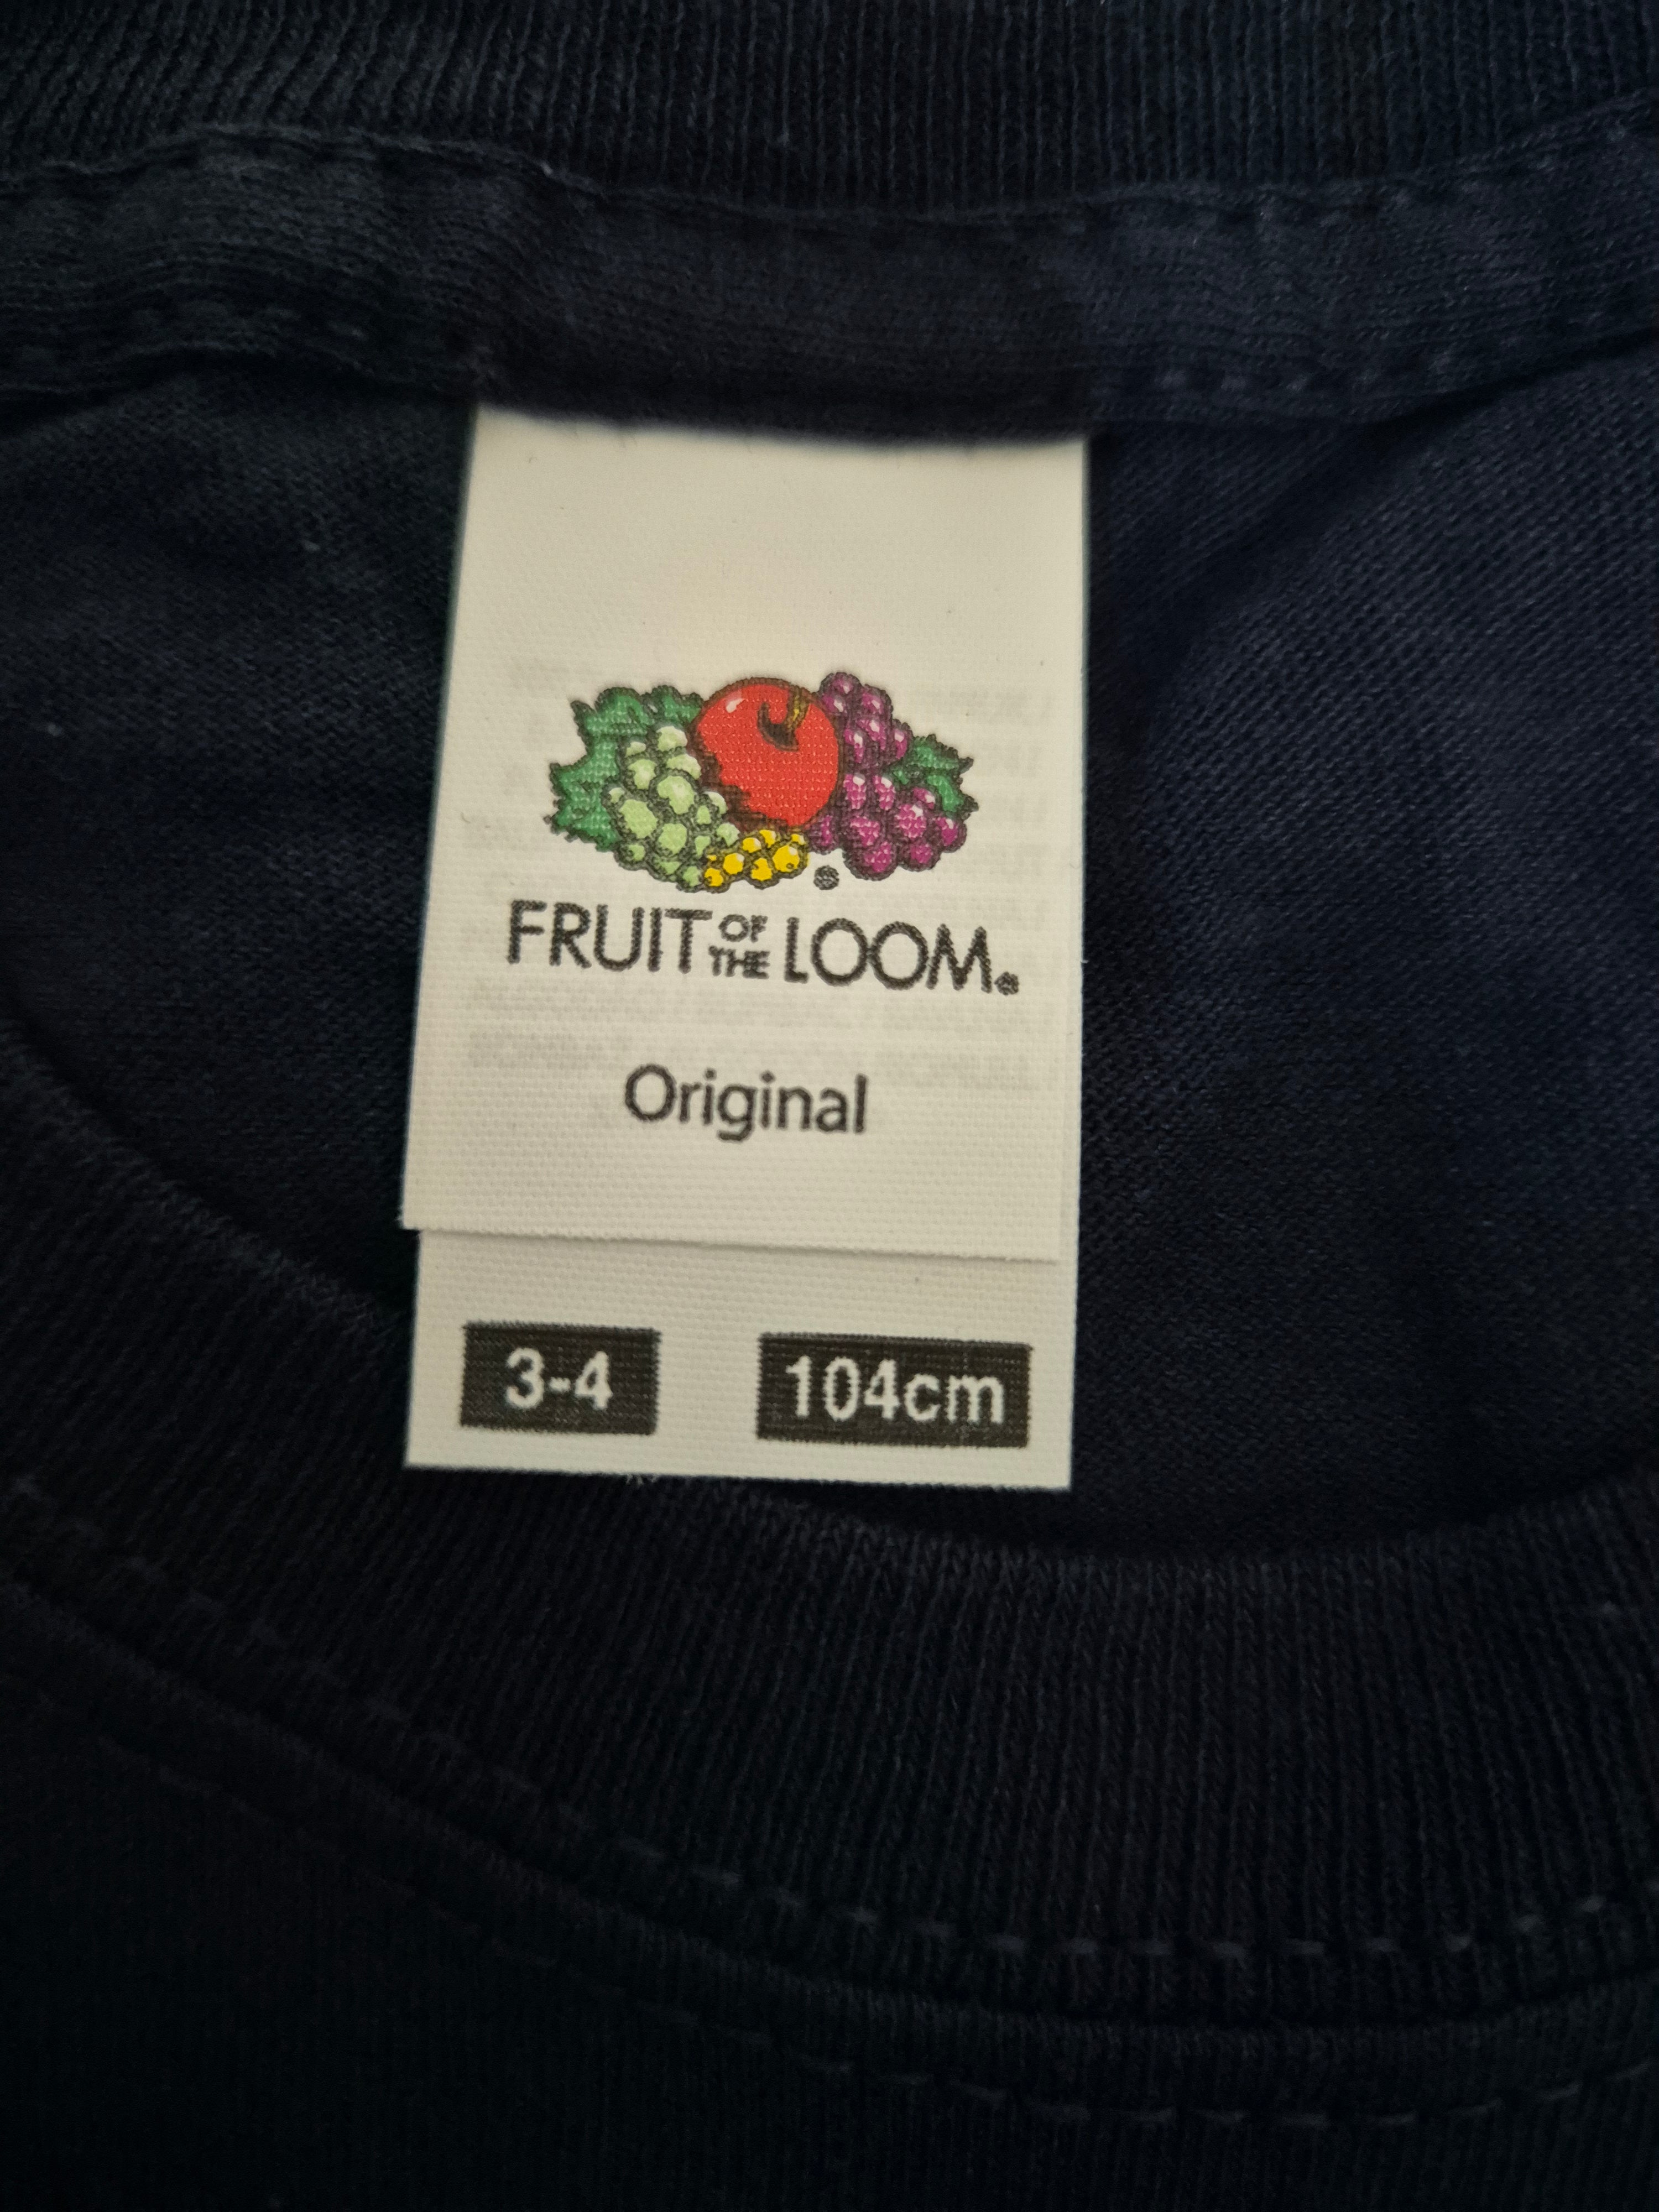 FRUIT OF THE LOOM®
Original
3-4 104cm